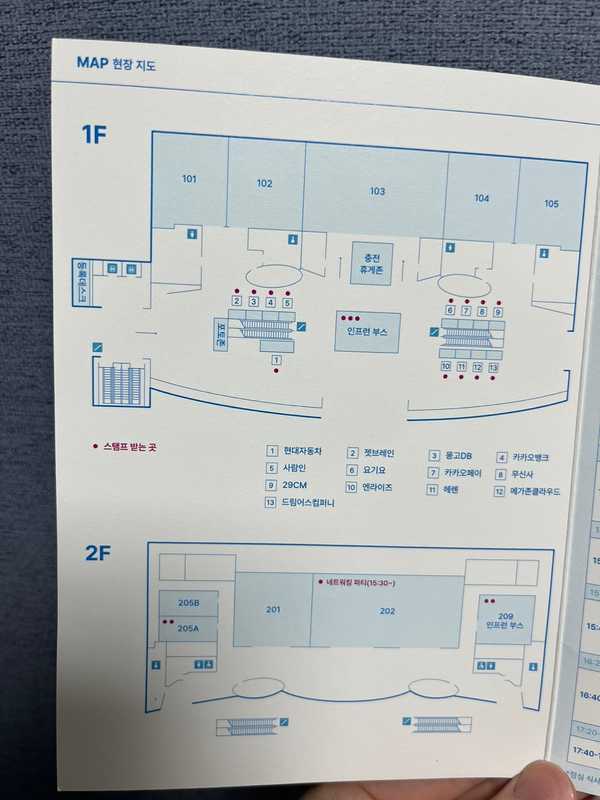 MAP 현장 지도
1F
101
102
103
104
105
충전
휴게존
등록데스크
2 3 4 5
6 7 8 9
포토존
인프런 부스
1
10 11 12 13
스탬프 받는 곳
1 현대자동차
2 젯브레인
3 몽고DB
4 카카오뱅크
5 사람인
6 요기요
7 카카오페이
8 무신사
9 29CM
10 엔라이즈
11 헤렌
12 메가존클라우드
13 드림어스컴퍼니
2F
네트워킹 파티(15:30~)
205B
205A
201
202
209
인프런 부스
16:40
17:20
17:40